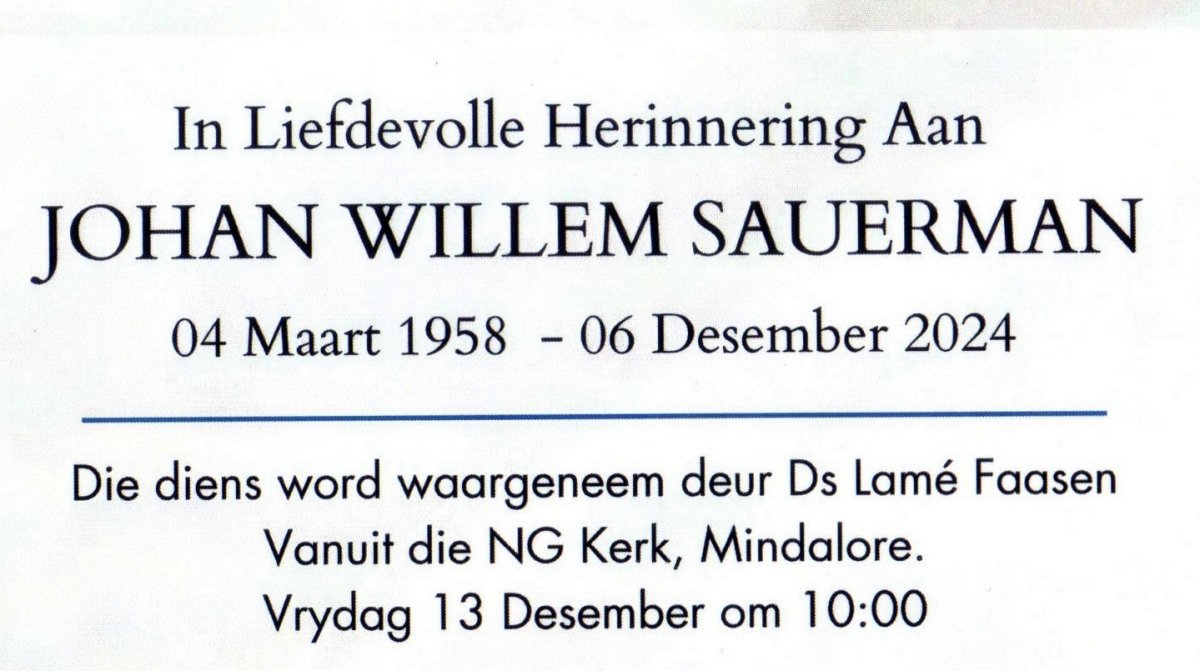 In Liefdevolle Herinnering Aan
JOHAN WILLEM SAUERMAN
04 Maart 1958 – 06 Desember 2024
Die diens word waargeneem deur Ds Lamé Faasen
Vanuit die NG Kerk, Mindalore.
Vrydag 13 Desember om 10:00